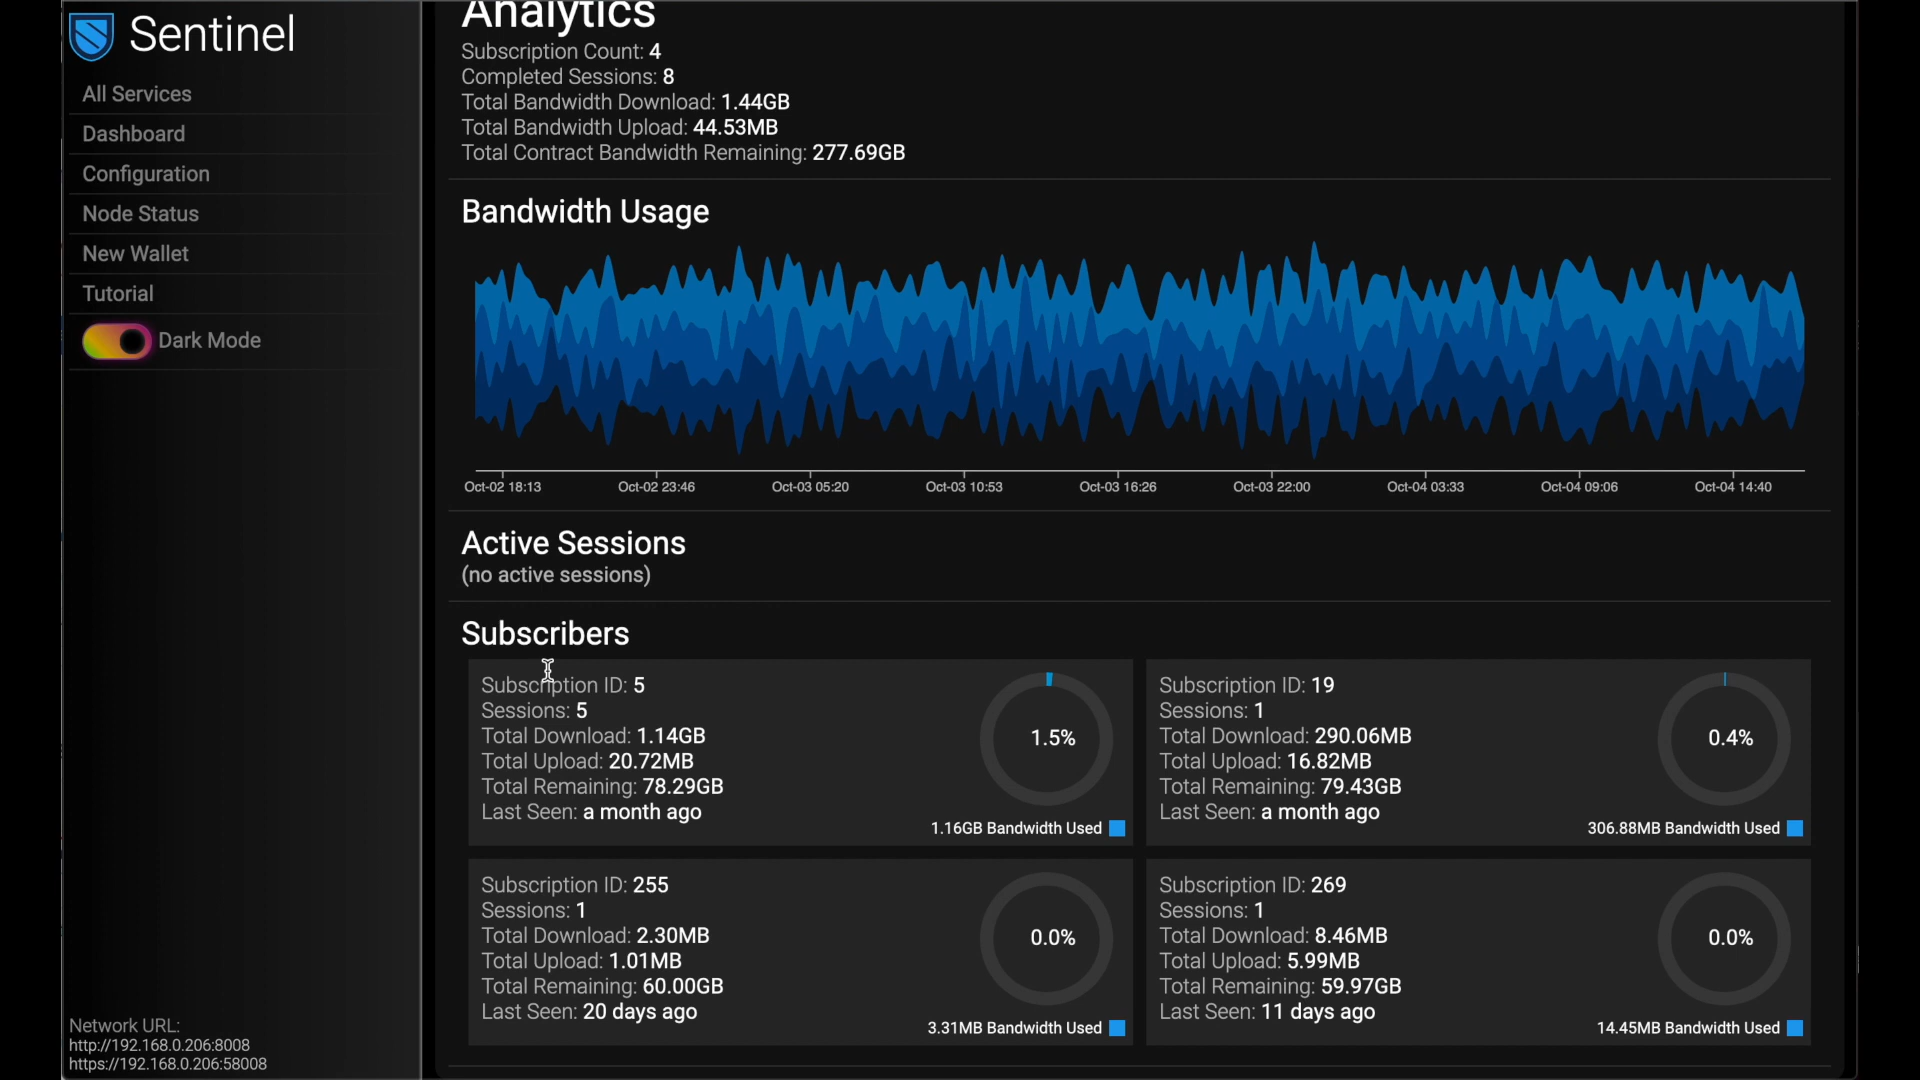 Sentinel
All Services
Dashboard
Configuration
Node Status
New Wallet
Tutorial
Dark Mode
Network URL:
http://192.168.0.206:8008
https://192.168.0.206:58008
Analytics
Subscription Count: 4
Completed Sessions: 8
Total Bandwidth Download: 1.44GB
Total Bandwidth Upload: 44.53MB
Total Contract Bandwidth Remaining: 277.69GB
Bandwidth Usage
Oct-02 18:13 Oct-02 23:46 Oct-03 05:20 Oct-03 10:53 Oct-03 16:26 Oct-03 22:00 Oct-04 03:33 Oct-04 09:06 Oct-04 14:40
Active Sessions
(no active sessions)
Subscribers
Subscription ID: 5
Sessions: 5
Total Download: 1.14GB
Total Upload: 20.72MB
Total Remaining: 78.29GB
Last Seen: a month ago
1.5%
1.16GB Bandwidth Used
Subscription ID: 19
Sessions: 1
Total Download: 290.06MB
Total Upload: 16.82MB
Total Remaining: 79.43GB
Last Seen: a month ago
0.4%
306.88MB Bandwidth Used
Subscription ID: 255
Sessions: 1
Total Download: 2.30MB
Total Upload: 1.01MB
Total Remaining: 60.00GB
Last Seen: 20 days ago
0.0%
3.31MB Bandwidth Used
Subscription ID: 269
Sessions: 1
Total Download: 8.46MB
Total Upload: 5.99MB
Total Remaining: 59.97GB
Last Seen: 11 days ago
0.0%
14.45MB Bandwidth Used